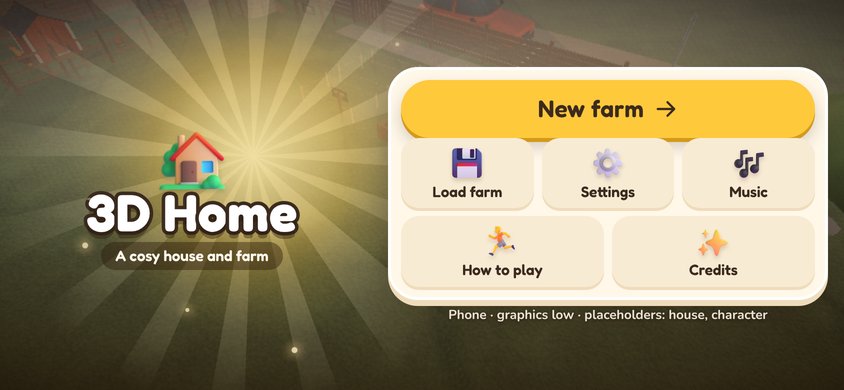 3D Home
A cosy house and farm
New farm →
Load farm
Settings
Music
How to play
Credits
Phone · graphics low · placeholders: house, character